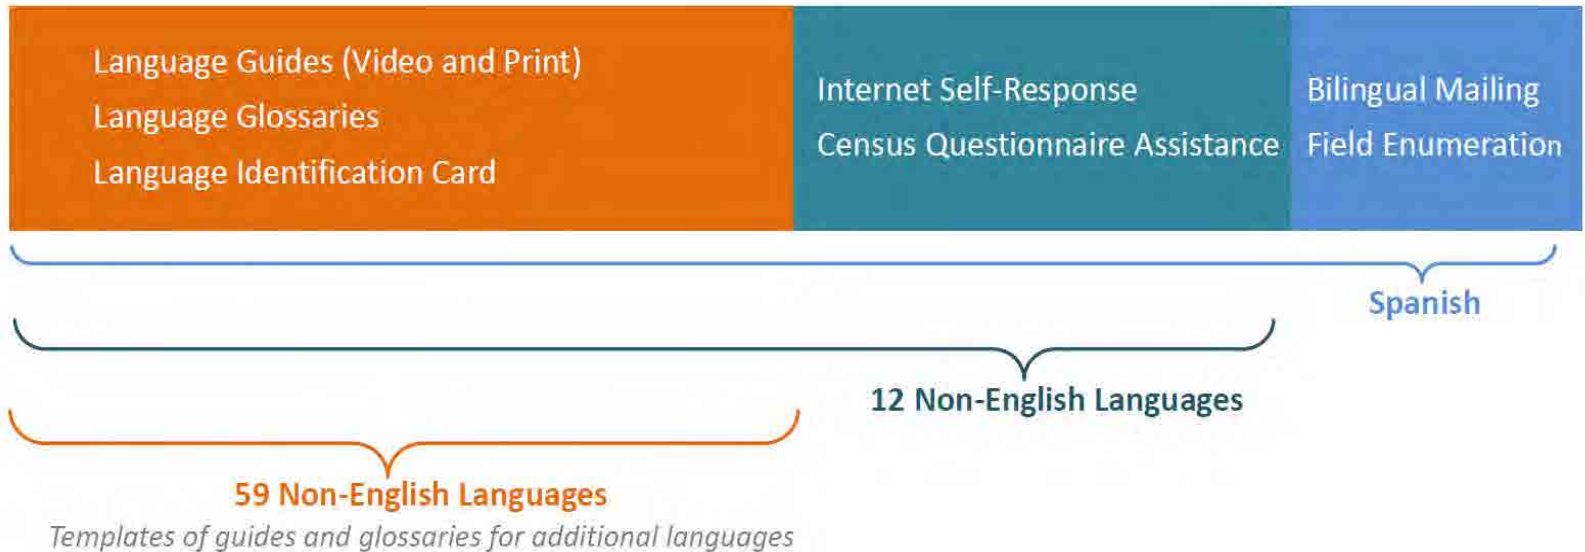 Language Guides (Video and Print)
Language Glossaries
Language Identification Card
Internet Self-Response
Census Questionnaire Assistance
Bilingual Mailing
Field Enumeration
Spanish
12 Non-English Languages
59 Non-English Languages
Templates of guides and glossaries for additional languages